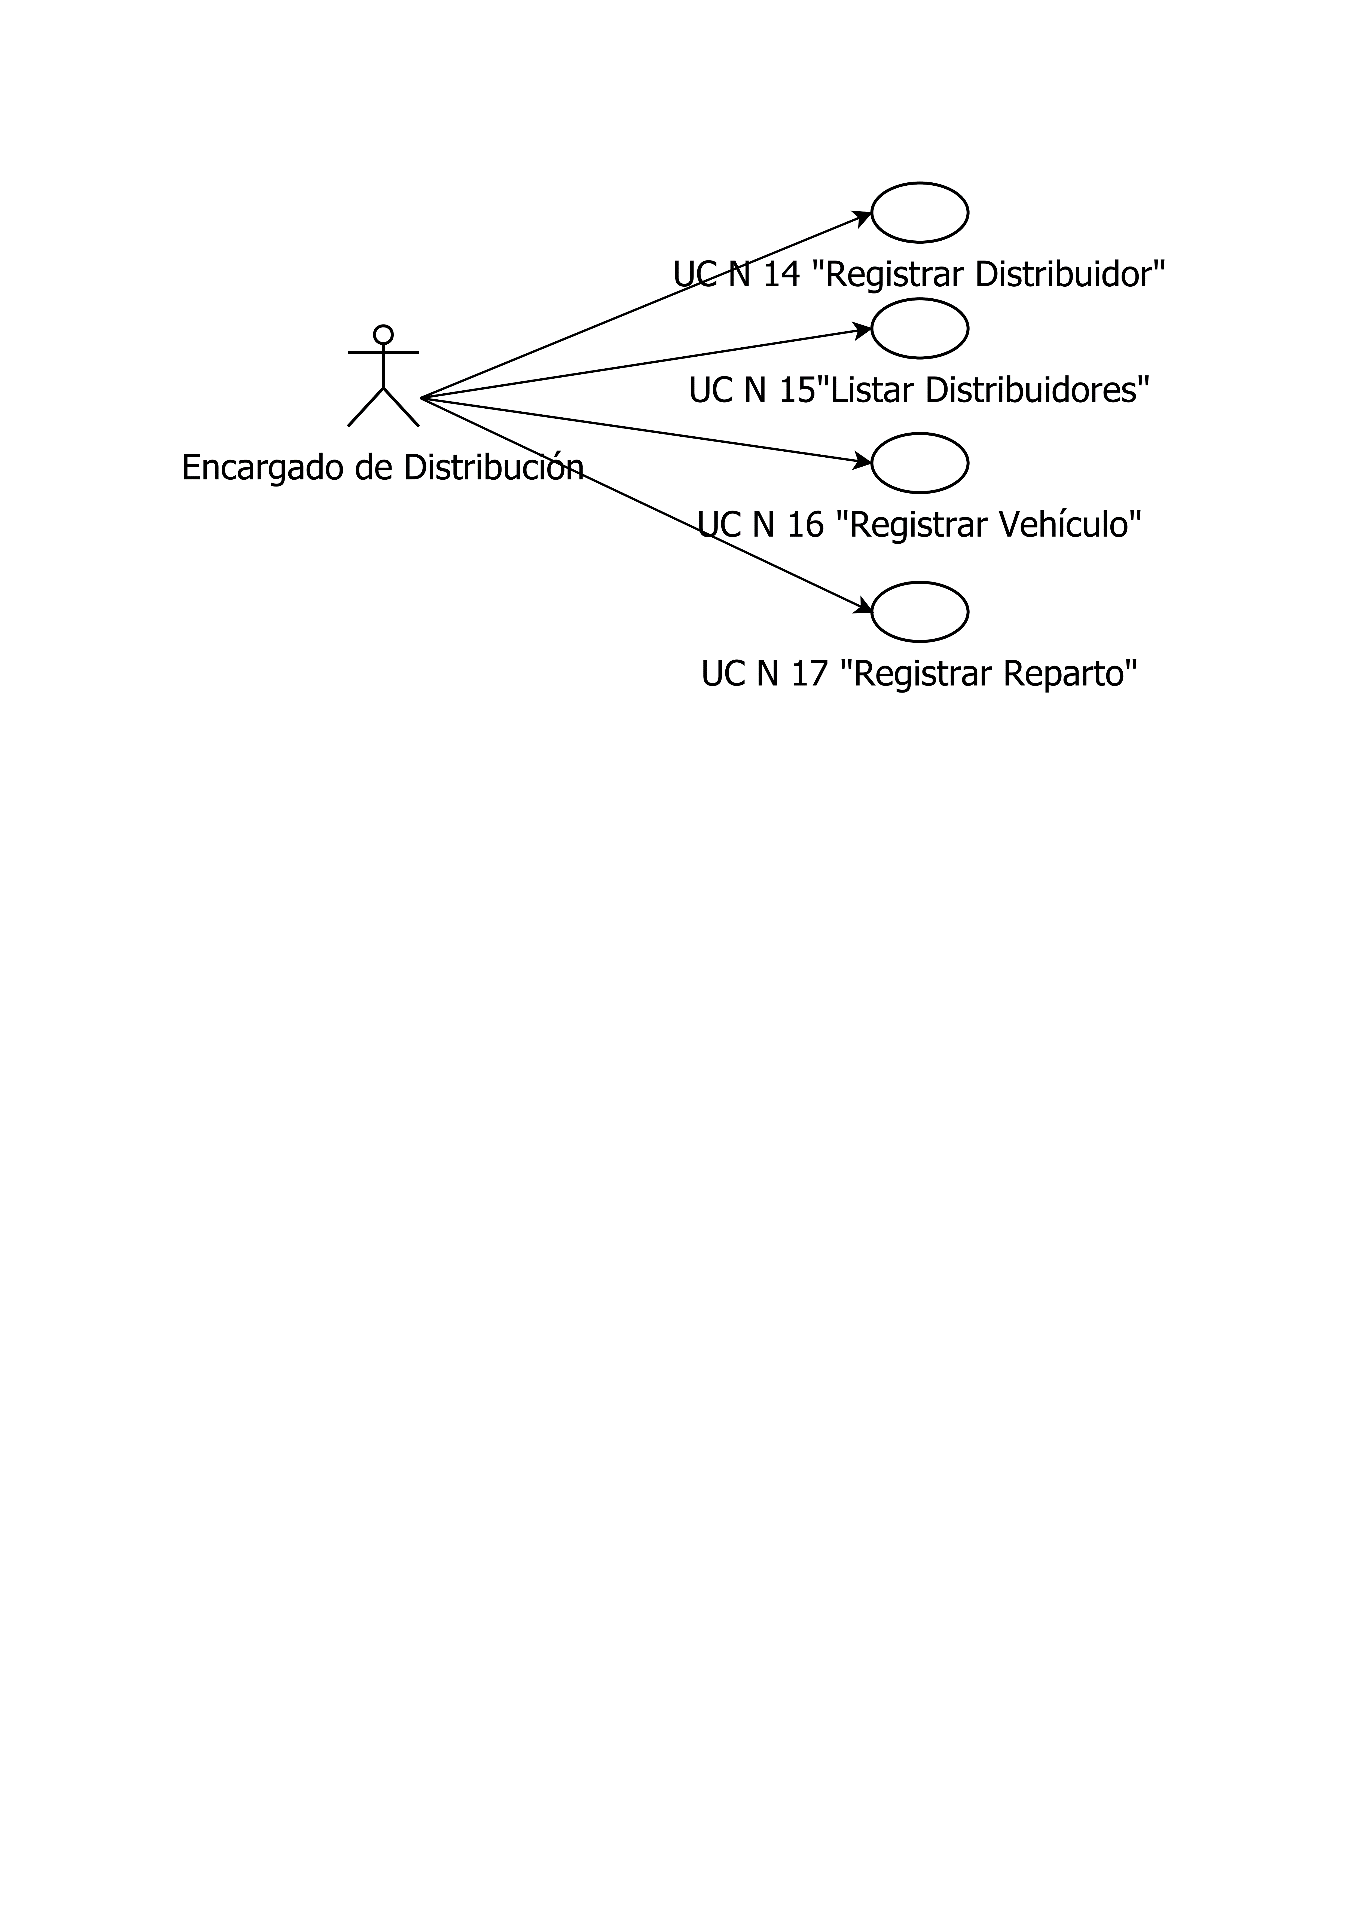 UC N 14 "Registrar Distribuidor"
UC N 15"Listar Distribuidores"
Encargado de Distribución
UC N 16 "Registrar Vehículo"
UC N 17 "Registrar Reparto"